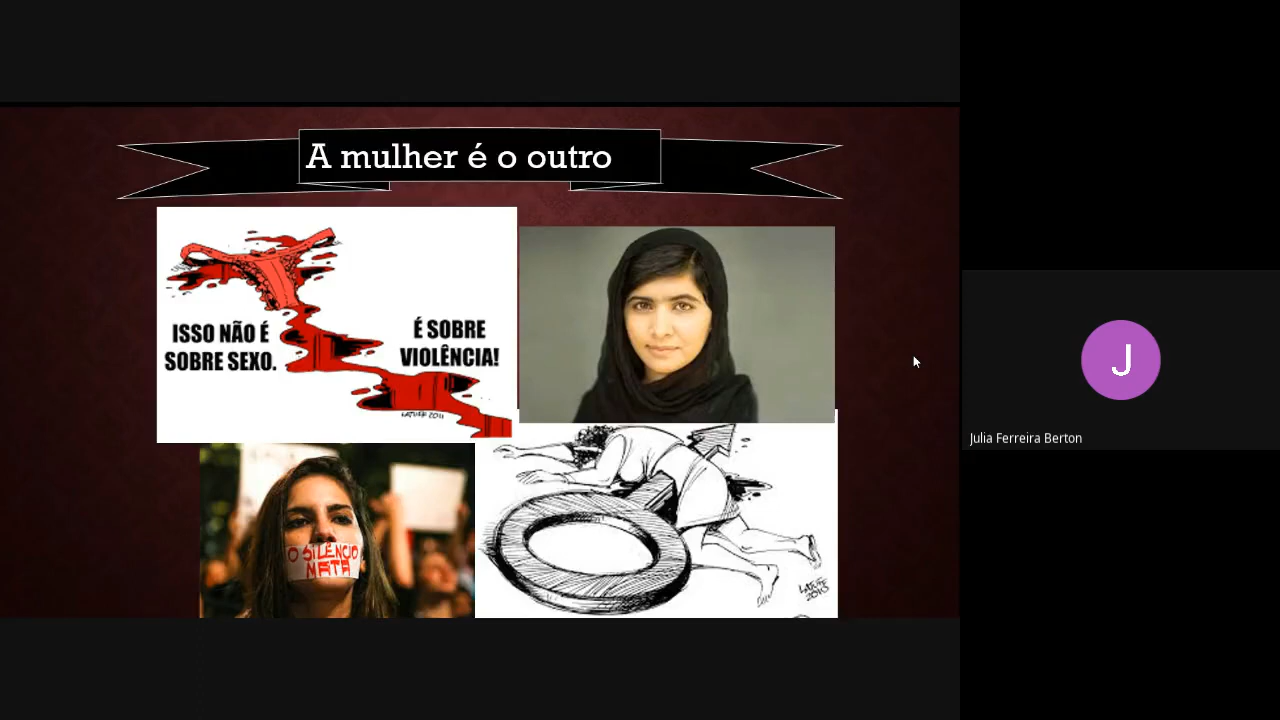 A mulher é o outro
ISSO NÃO É
SOBRE SEXO.
É SOBRE
VIOLÊNCIA!
LATUFF 2011
O SILÊNCIO
MATA
LATUFF
2015
J
Julia Ferreira Berton